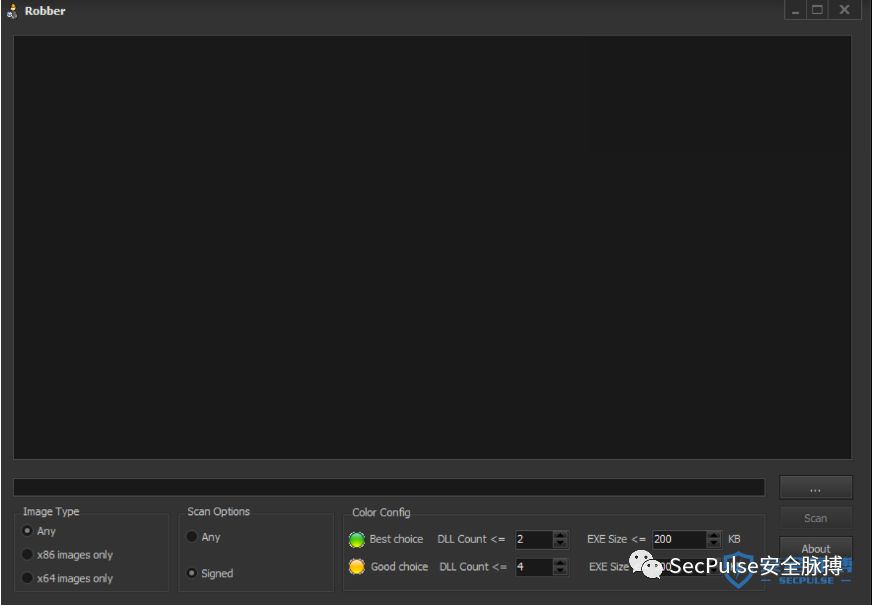 Robber
...
Image Type
Scan Options
Color Config
Any
Any
Best choice DLL Count <= 2 EXE Size <= 200 KB
Scan
x86 images only
Good choice DLL Count <= 4 EXE Size
About
x64 images only
Signed
SecPulse安全脉搏
SECPULSE